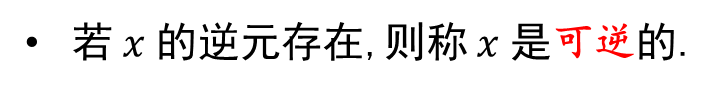 • 若 x 的逆元存在, 则称 x 是可逆的.